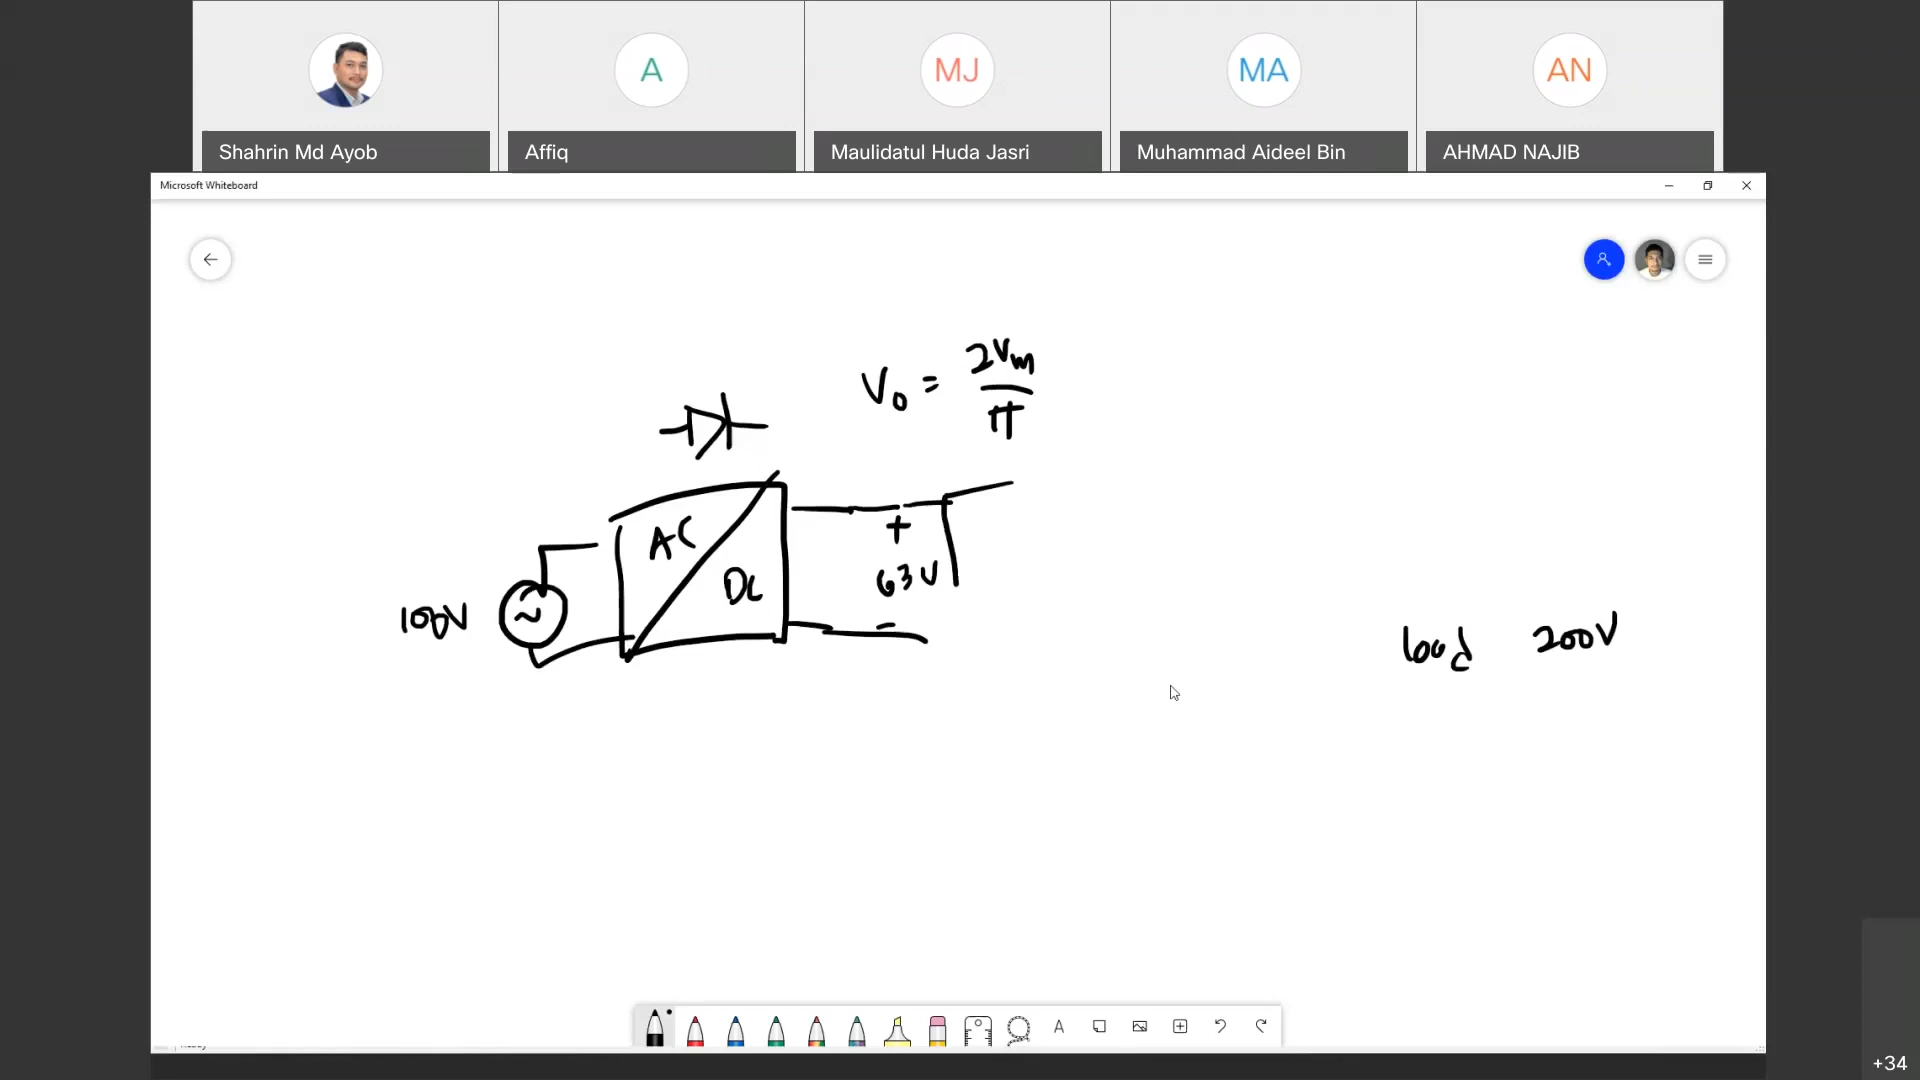 A
MJ
MA
AN
Shahrin Md Ayob
Affiq
Maulidatul Huda Jasri
Muhammad Aideel Bin
AHMAD NAJIB
Microsoft Whiteboard
V0 = 2Vm
π
AC
DC
+
63V
-
100V
~
load 200V
A
+34